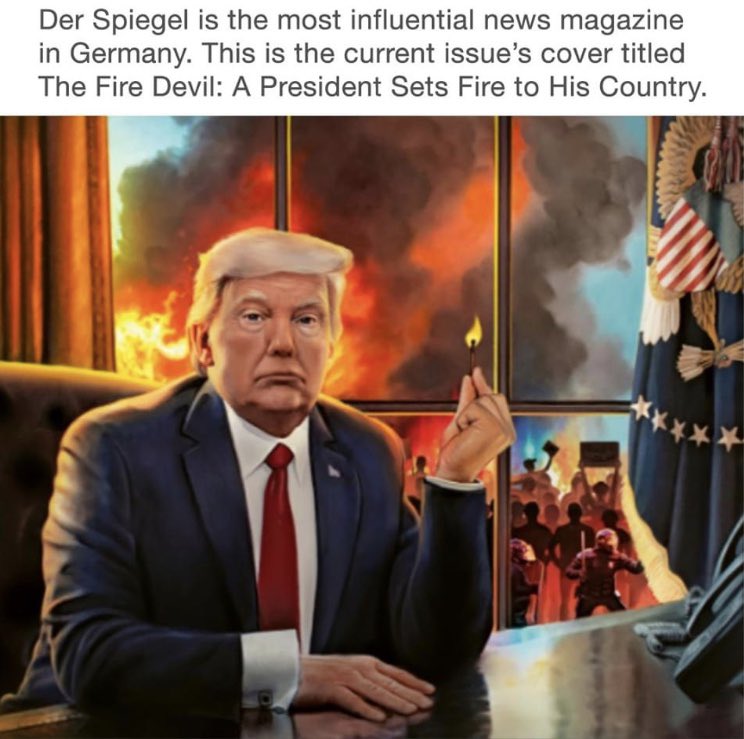 Der Spiegel is the most influential news magazine
in Germany. This is the current issue’s cover titled
The Fire Devil: A President Sets Fire to His Country.